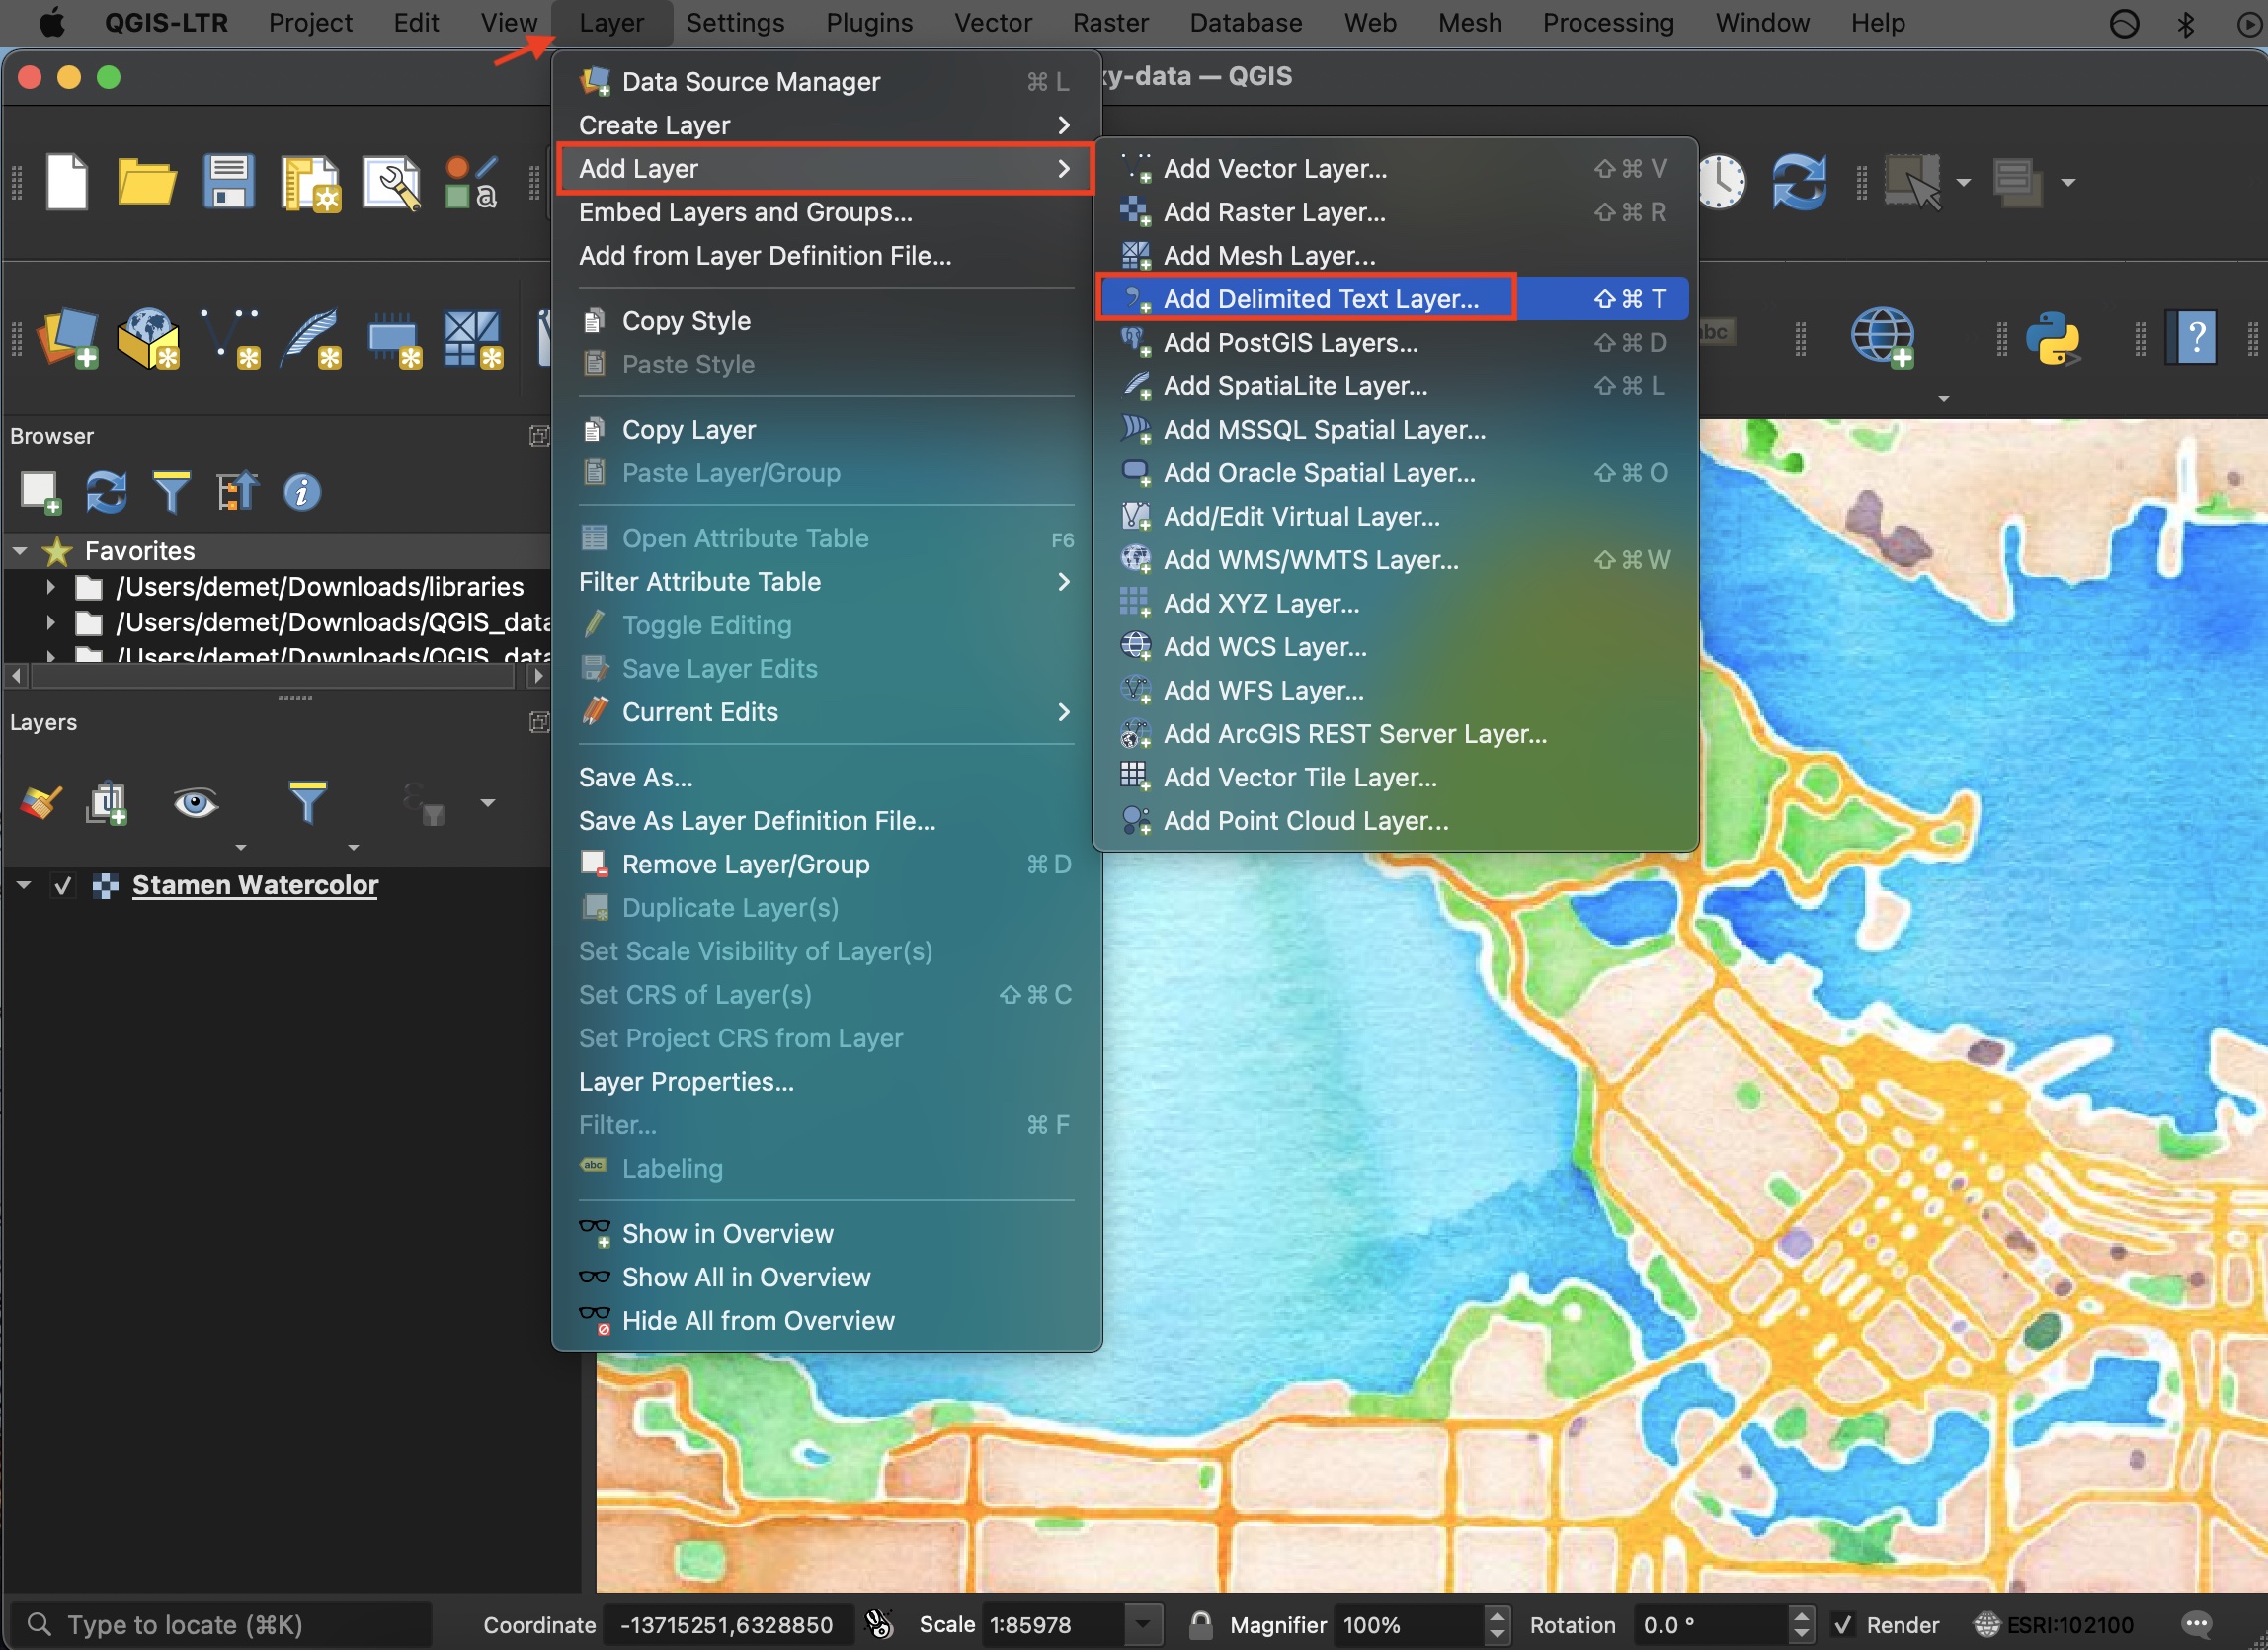 QGIS-LTR Project Edit View Layer Settings Plugins Vector Raster Database Web Mesh Processing Window Help
xy-data — QGIS
Data Source Manager ⌘ L
Create Layer
Add Layer
Embed Layers and Groups...
Add from Layer Definition File...
Copy Style
Paste Style
Copy Layer
Paste Layer/Group
Open Attribute Table F6
Filter Attribute Table
Toggle Editing
Save Layer Edits
Current Edits
Save As...
Save As Layer Definition File...
Remove Layer/Group ⌘ D
Duplicate Layer(s)
Set Scale Visibility of Layer(s)
Set CRS of Layer(s) ⇧ ⌘ C
Set Project CRS from Layer
Layer Properties...
Filter... ⌘ F
abc Labeling
Show in Overview
Show All in Overview
Hide All from Overview
Add Vector Layer... ⇧ ⌘ V
Add Raster Layer... ⇧ ⌘ R
Add Mesh Layer...
Add Delimited Text Layer... ⇧ ⌘ T
Add PostGIS Layers... ⇧ ⌘ D
Add SpatiaLite Layer... ⇧ ⌘ L
Add MSSQL Spatial Layer...
Add Oracle Spatial Layer... ⇧ ⌘ O
Add/Edit Virtual Layer...
Add WMS/WMTS Layer... ⇧ ⌘ W
Add XYZ Layer...
Add WCS Layer...
Add WFS Layer...
Add ArcGIS REST Server Layer...
Add Vector Tile Layer...
Add Point Cloud Layer...
abc
Browser
Favorites
/Users/demet/Downloads/libraries
/Users/demet/Downloads/QGIS_data
/Users/demet/Downloads/QGIS_data
Layers
Stamen Watercolor
Type to locate (⌘K) Coordinate -13715251,6328850 Scale 1:85978 Magnifier 100% Rotation 0.0 ° Render ESRI:102100